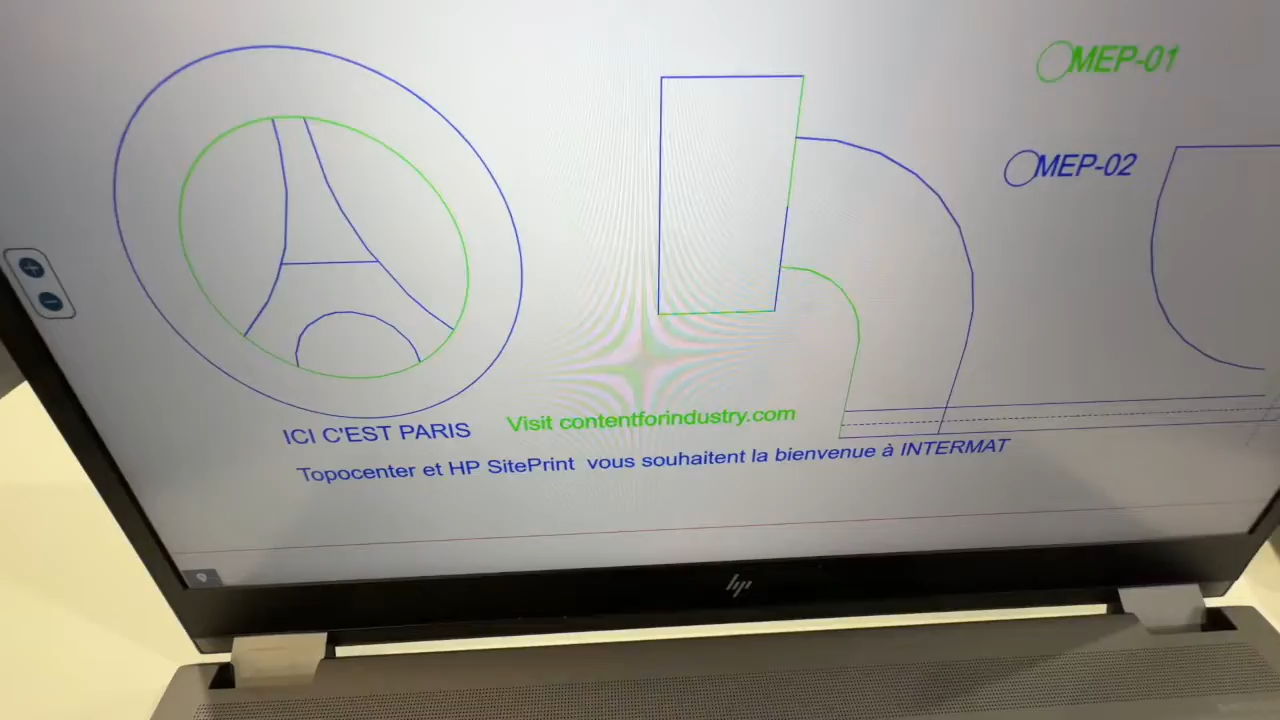 MEP-01
MEP-02
ICI C'EST PARIS
Visit contentforindustry.com
Topocenter et HP SitePrint vous souhaitent la bienvenue à INTERMAT
hp